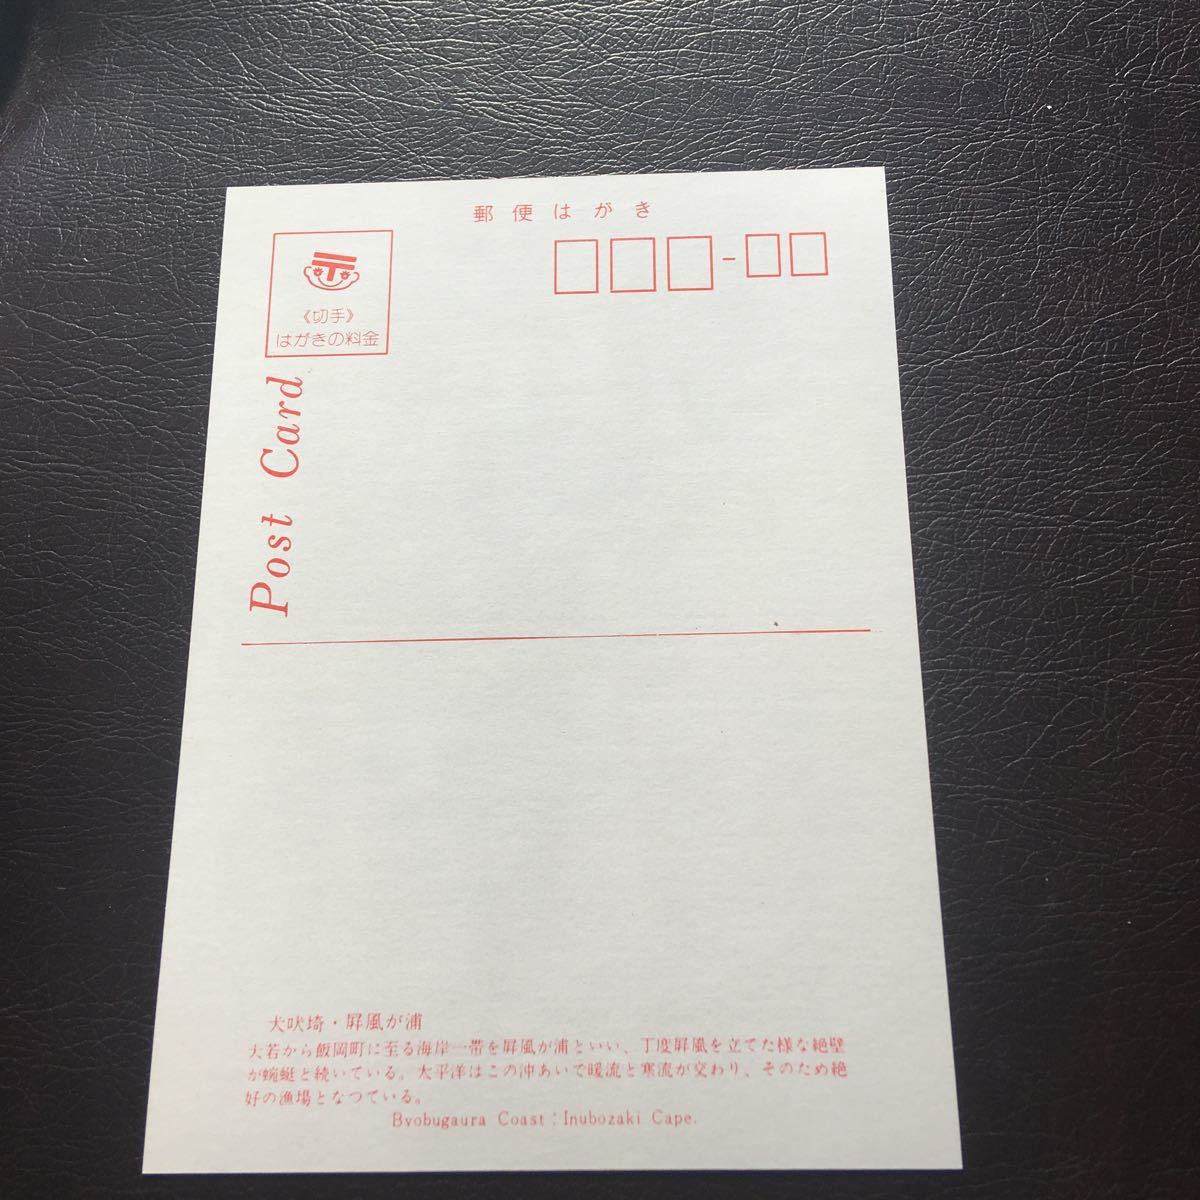 郵便はがき
〒
《切手》
はがきの料金
Post Card
犬吠埼・屛風が浦
大若から飯岡町に至る海岸一帯を屛風が浦といい、丁度屛風を立てた様な絶壁
が蜿蜒と続いている。太平洋はこの沖あいで暖流と寒流が交わり、そのため絶
好の漁場となつている。
Byobugaura Coast : Inubozaki Cape.